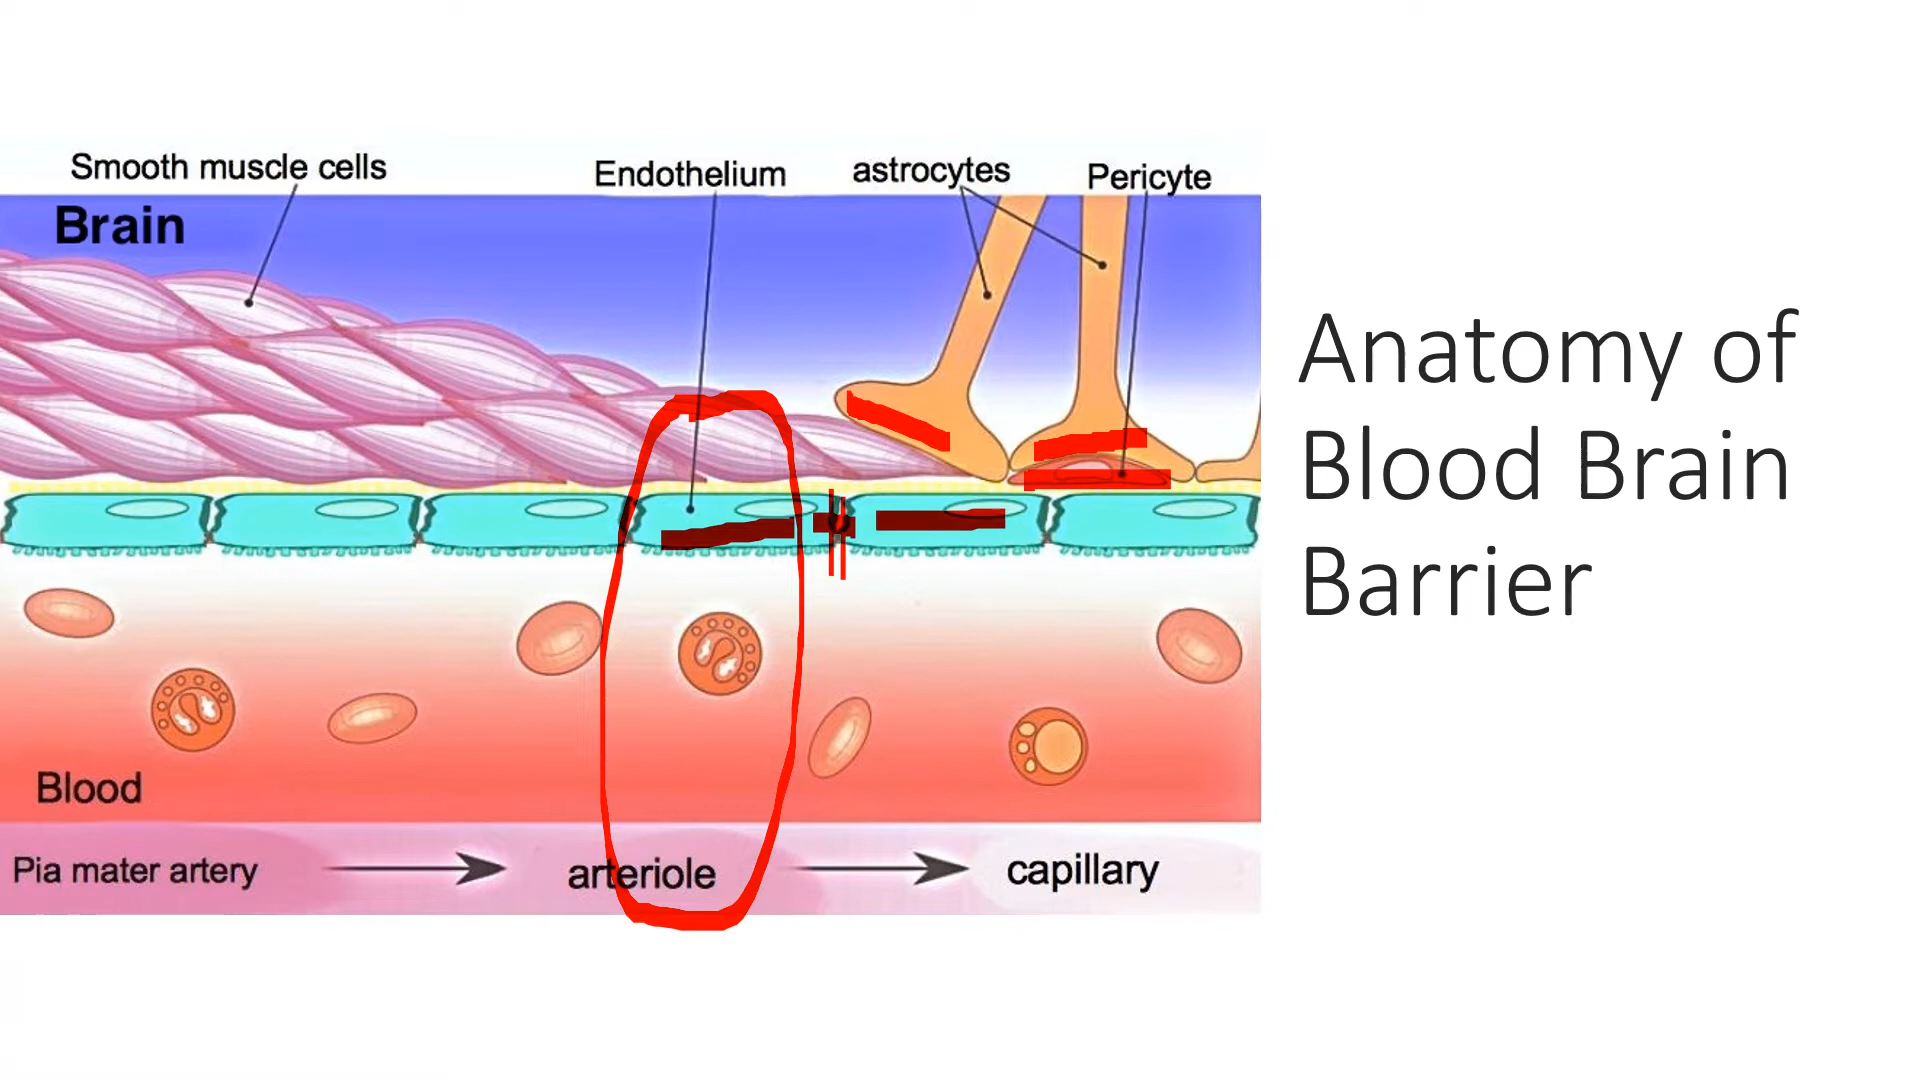 Smooth muscle cells
Endothelium
astrocytes
Pericyte
Brain
Blood
Pia mater artery
arteriole
capillary
Anatomy of
Blood Brain
Barrier